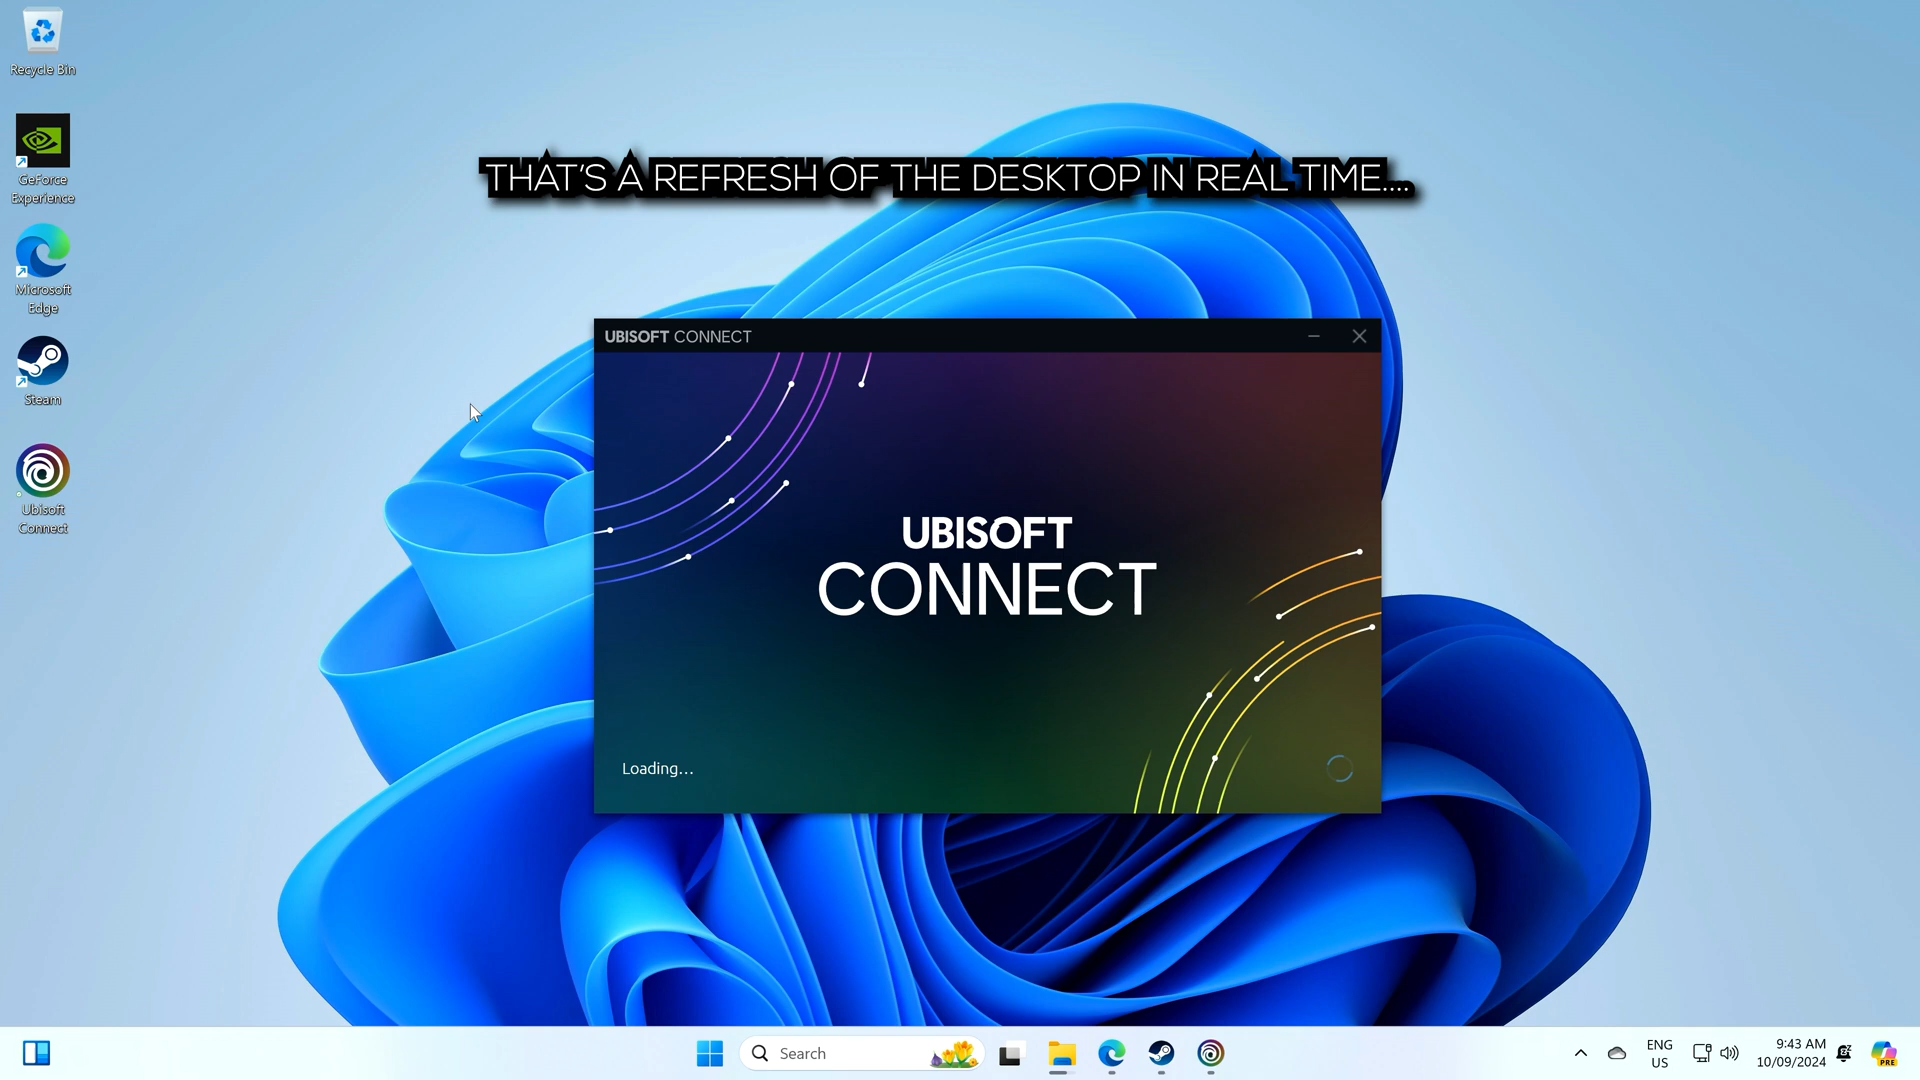 Recycle Bin
GeForce
Experience
Microsoft
Edge
Steam
Ubisoft
Connect
THAT'S A REFRESH OF THE DESKTOP IN REAL TIME....
UBISOFT CONNECT
UBISOFT
CONNECT
Loading...
Search
ENG
US
9:43 AM
10/09/2024
PRE